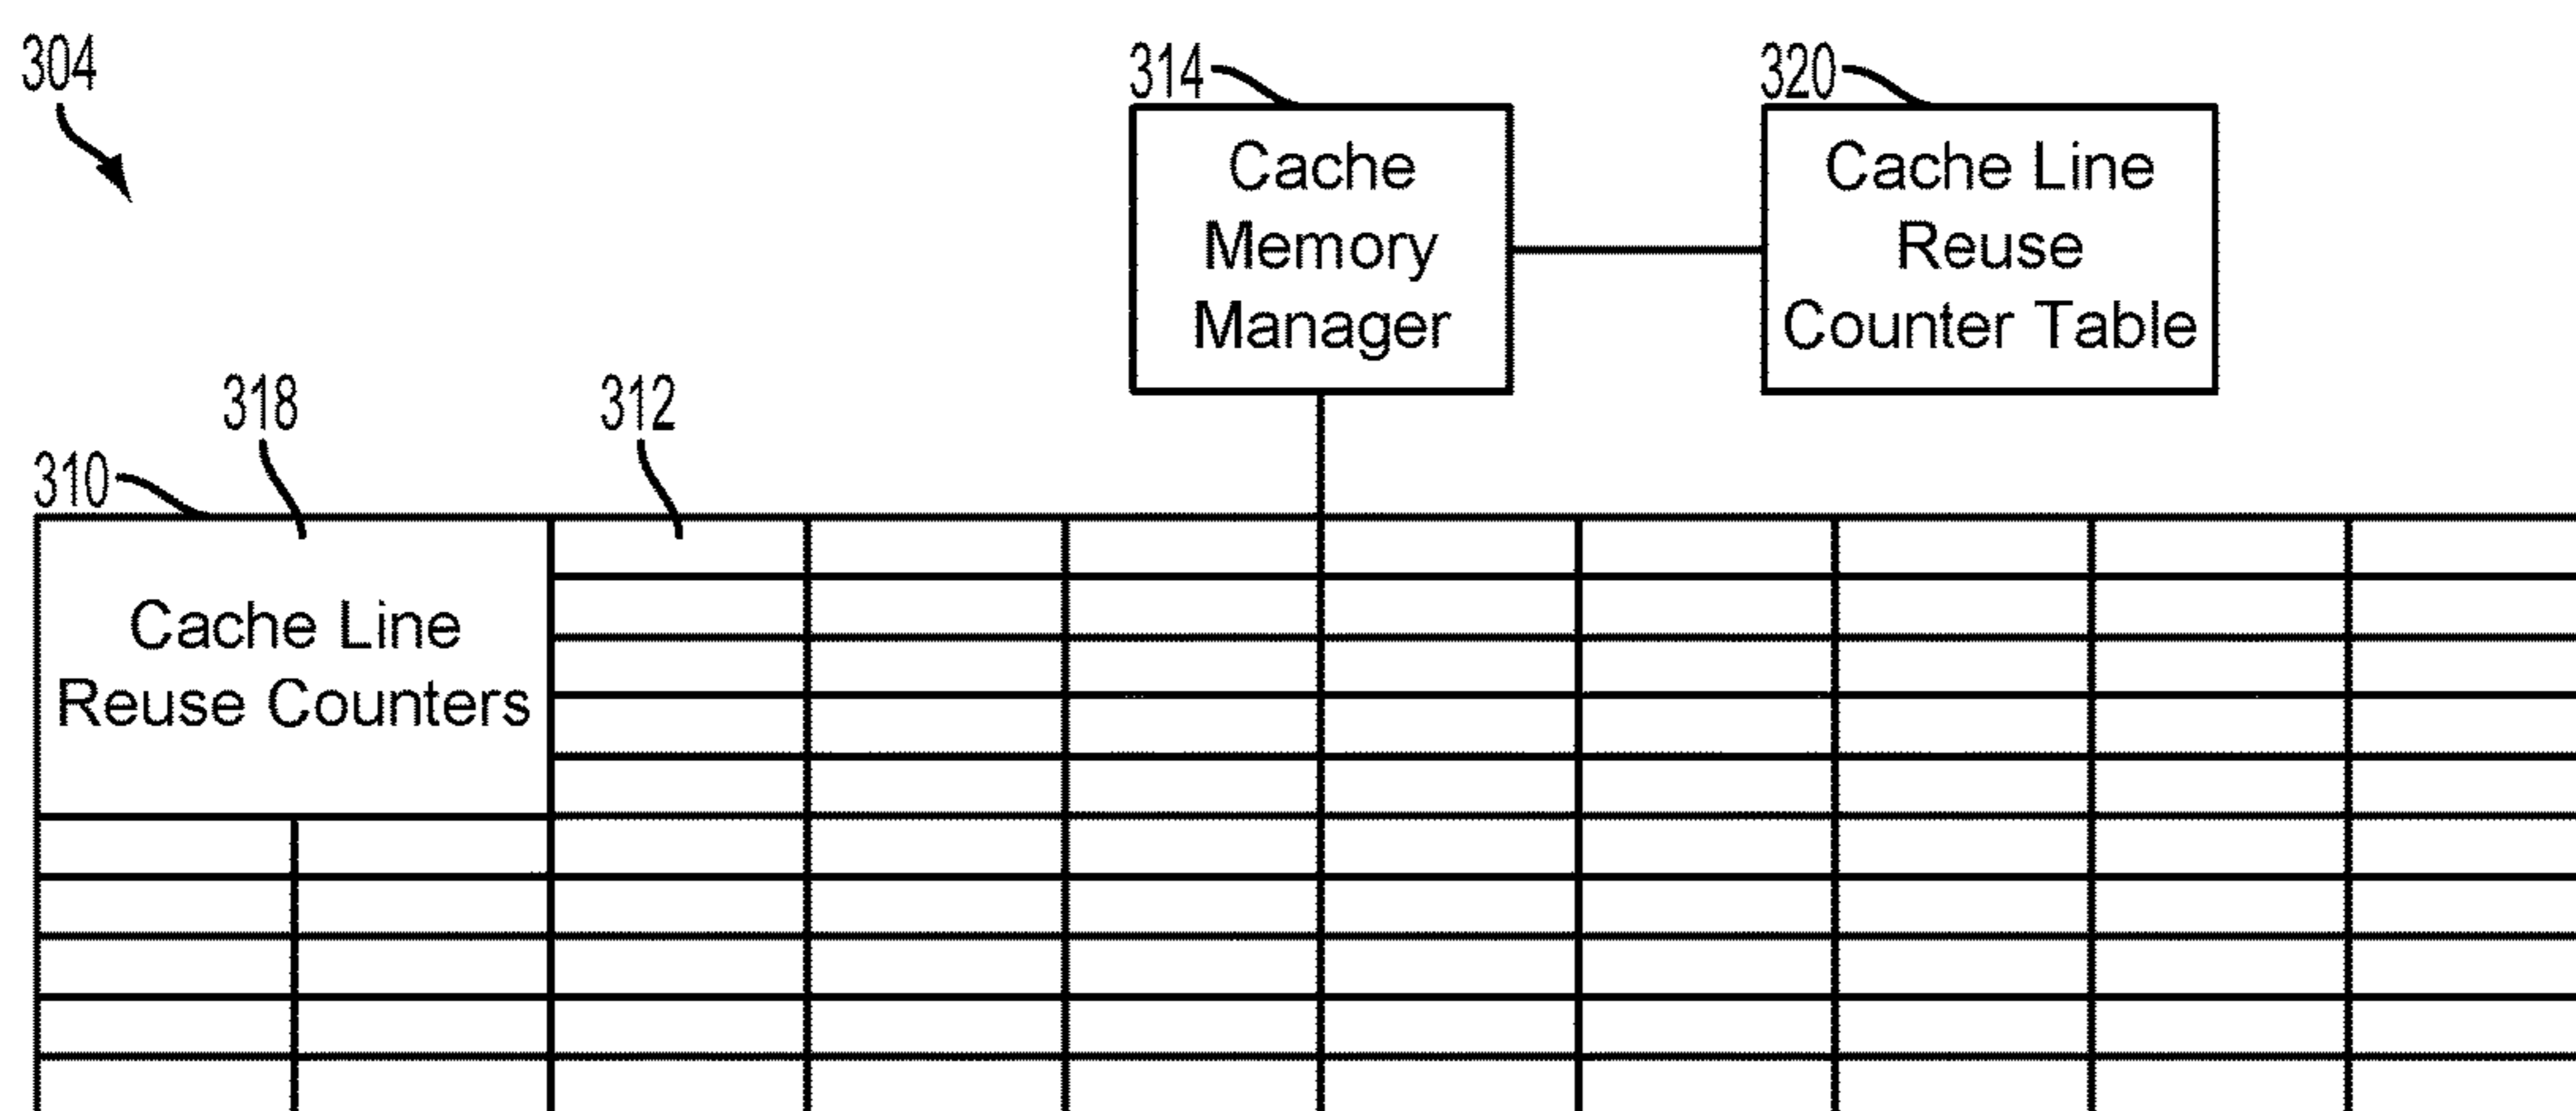 304
314
320
Cache
Memory
Manager
Cache Line
Reuse
Counter Table
318
312
310
Cache Line
Reuse Counters